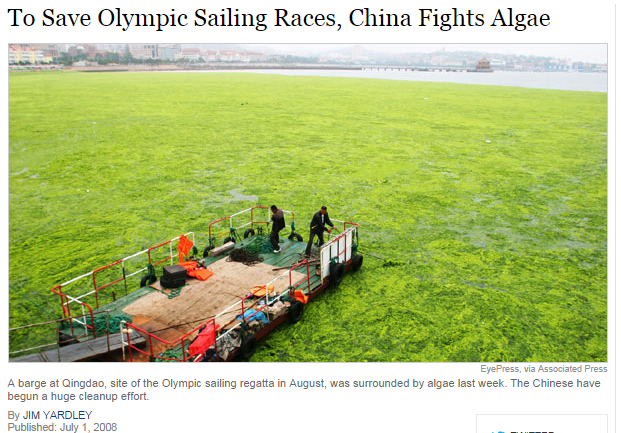 To Save Olympic Sailing Races, China Fights Algae
EyePress, via Associated Press
A barge at Qingdao, site of the Olympic sailing regatta in August, was surrounded by algae last week. The Chinese have
begun a huge cleanup effort.
By JIM YARDLEY
Published: July 1, 2008